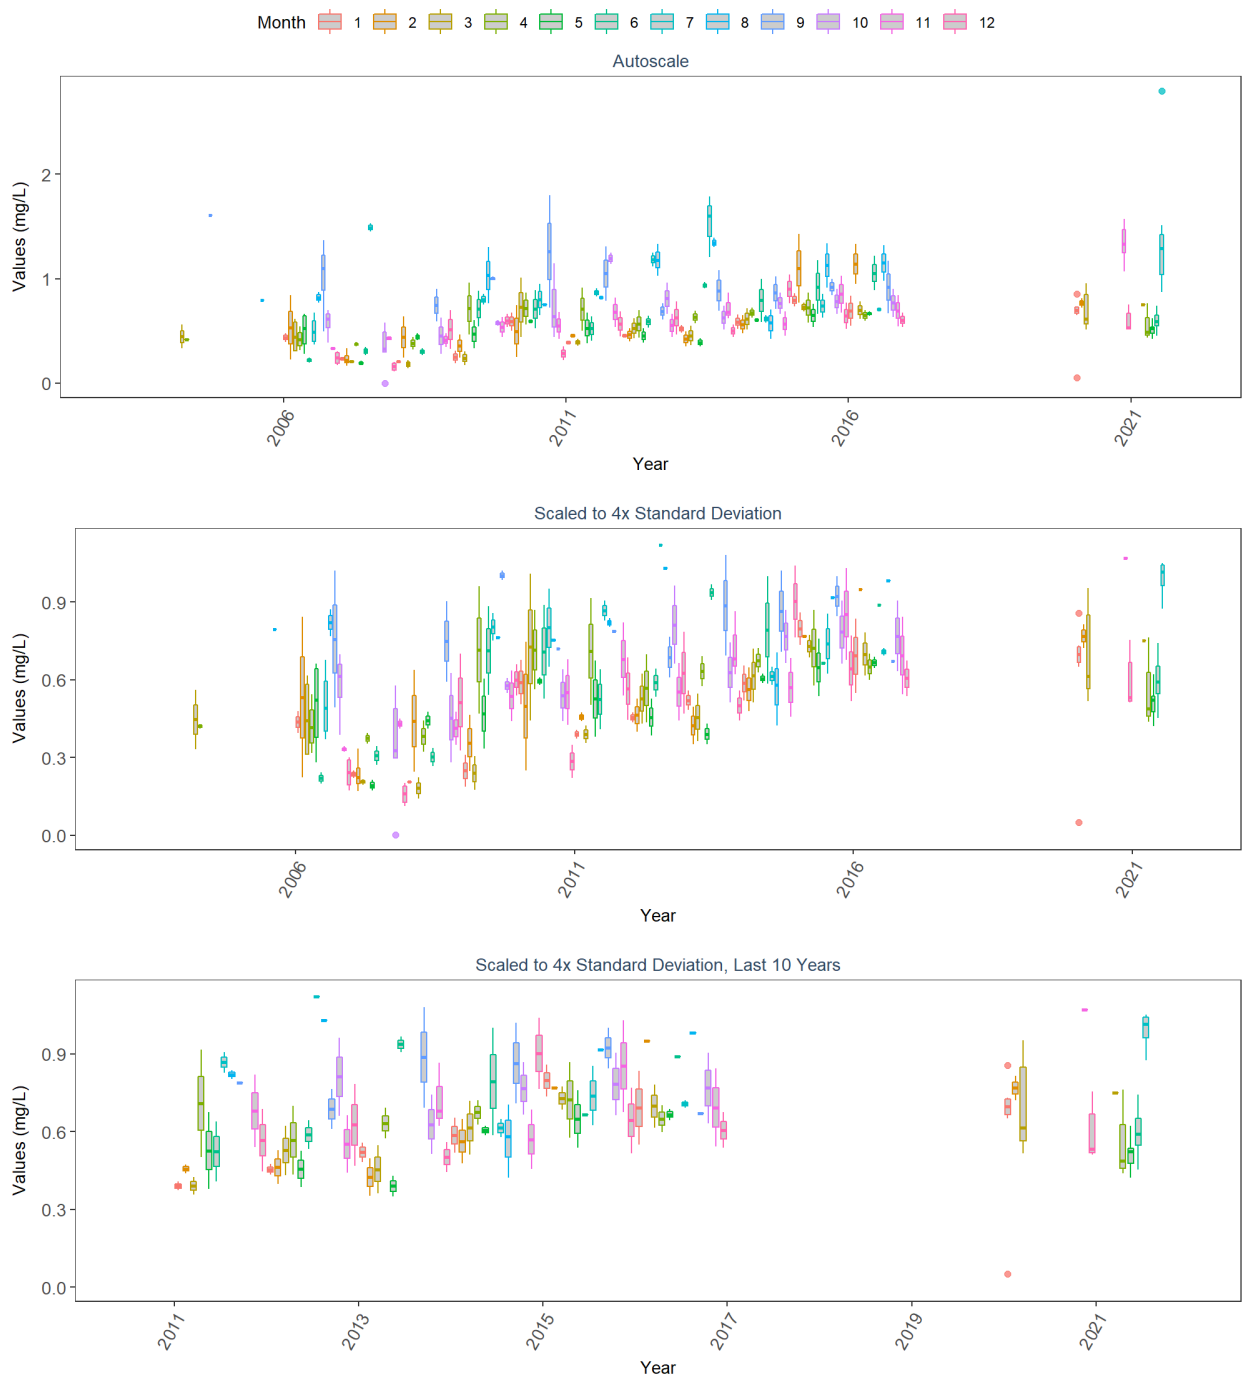 Month 1 2 3 4 5 6 7 8 9 10 11 12
Autoscale
Values (mg/L)
2
1
0
2006 2011 2016 2021
Year
Scaled to 4x Standard Deviation
Values (mg/L)
0.9
0.6
0.3
0.0
2006 2011 2016 2021
Year
Scaled to 4x Standard Deviation, Last 10 Years
Values (mg/L)
0.9
0.6
0.3
0.0
2011 2013 2015 2017 2019 2021
Year